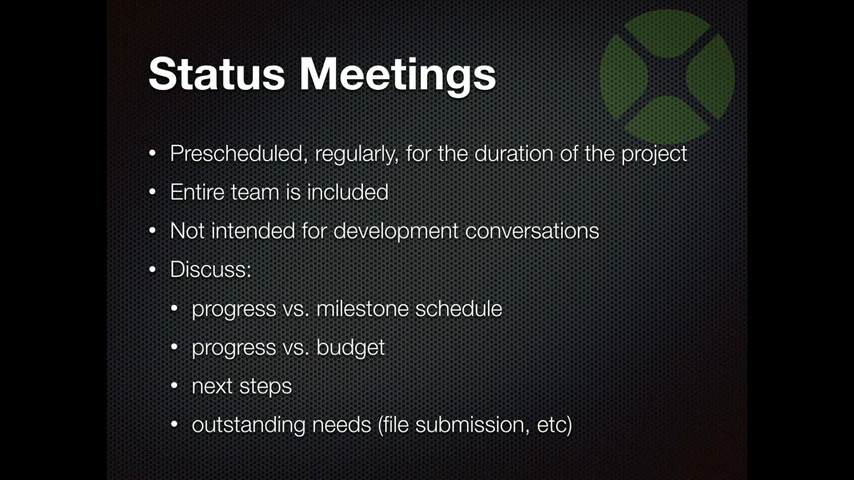 Status Meetings
• Prescheduled, regularly, for the duration of the project
• Entire team is included
• Not intended for development conversations
• Discuss:
• progress vs. milestone schedule
• progress vs. budget
• next steps
• outstanding needs (file submission, etc)